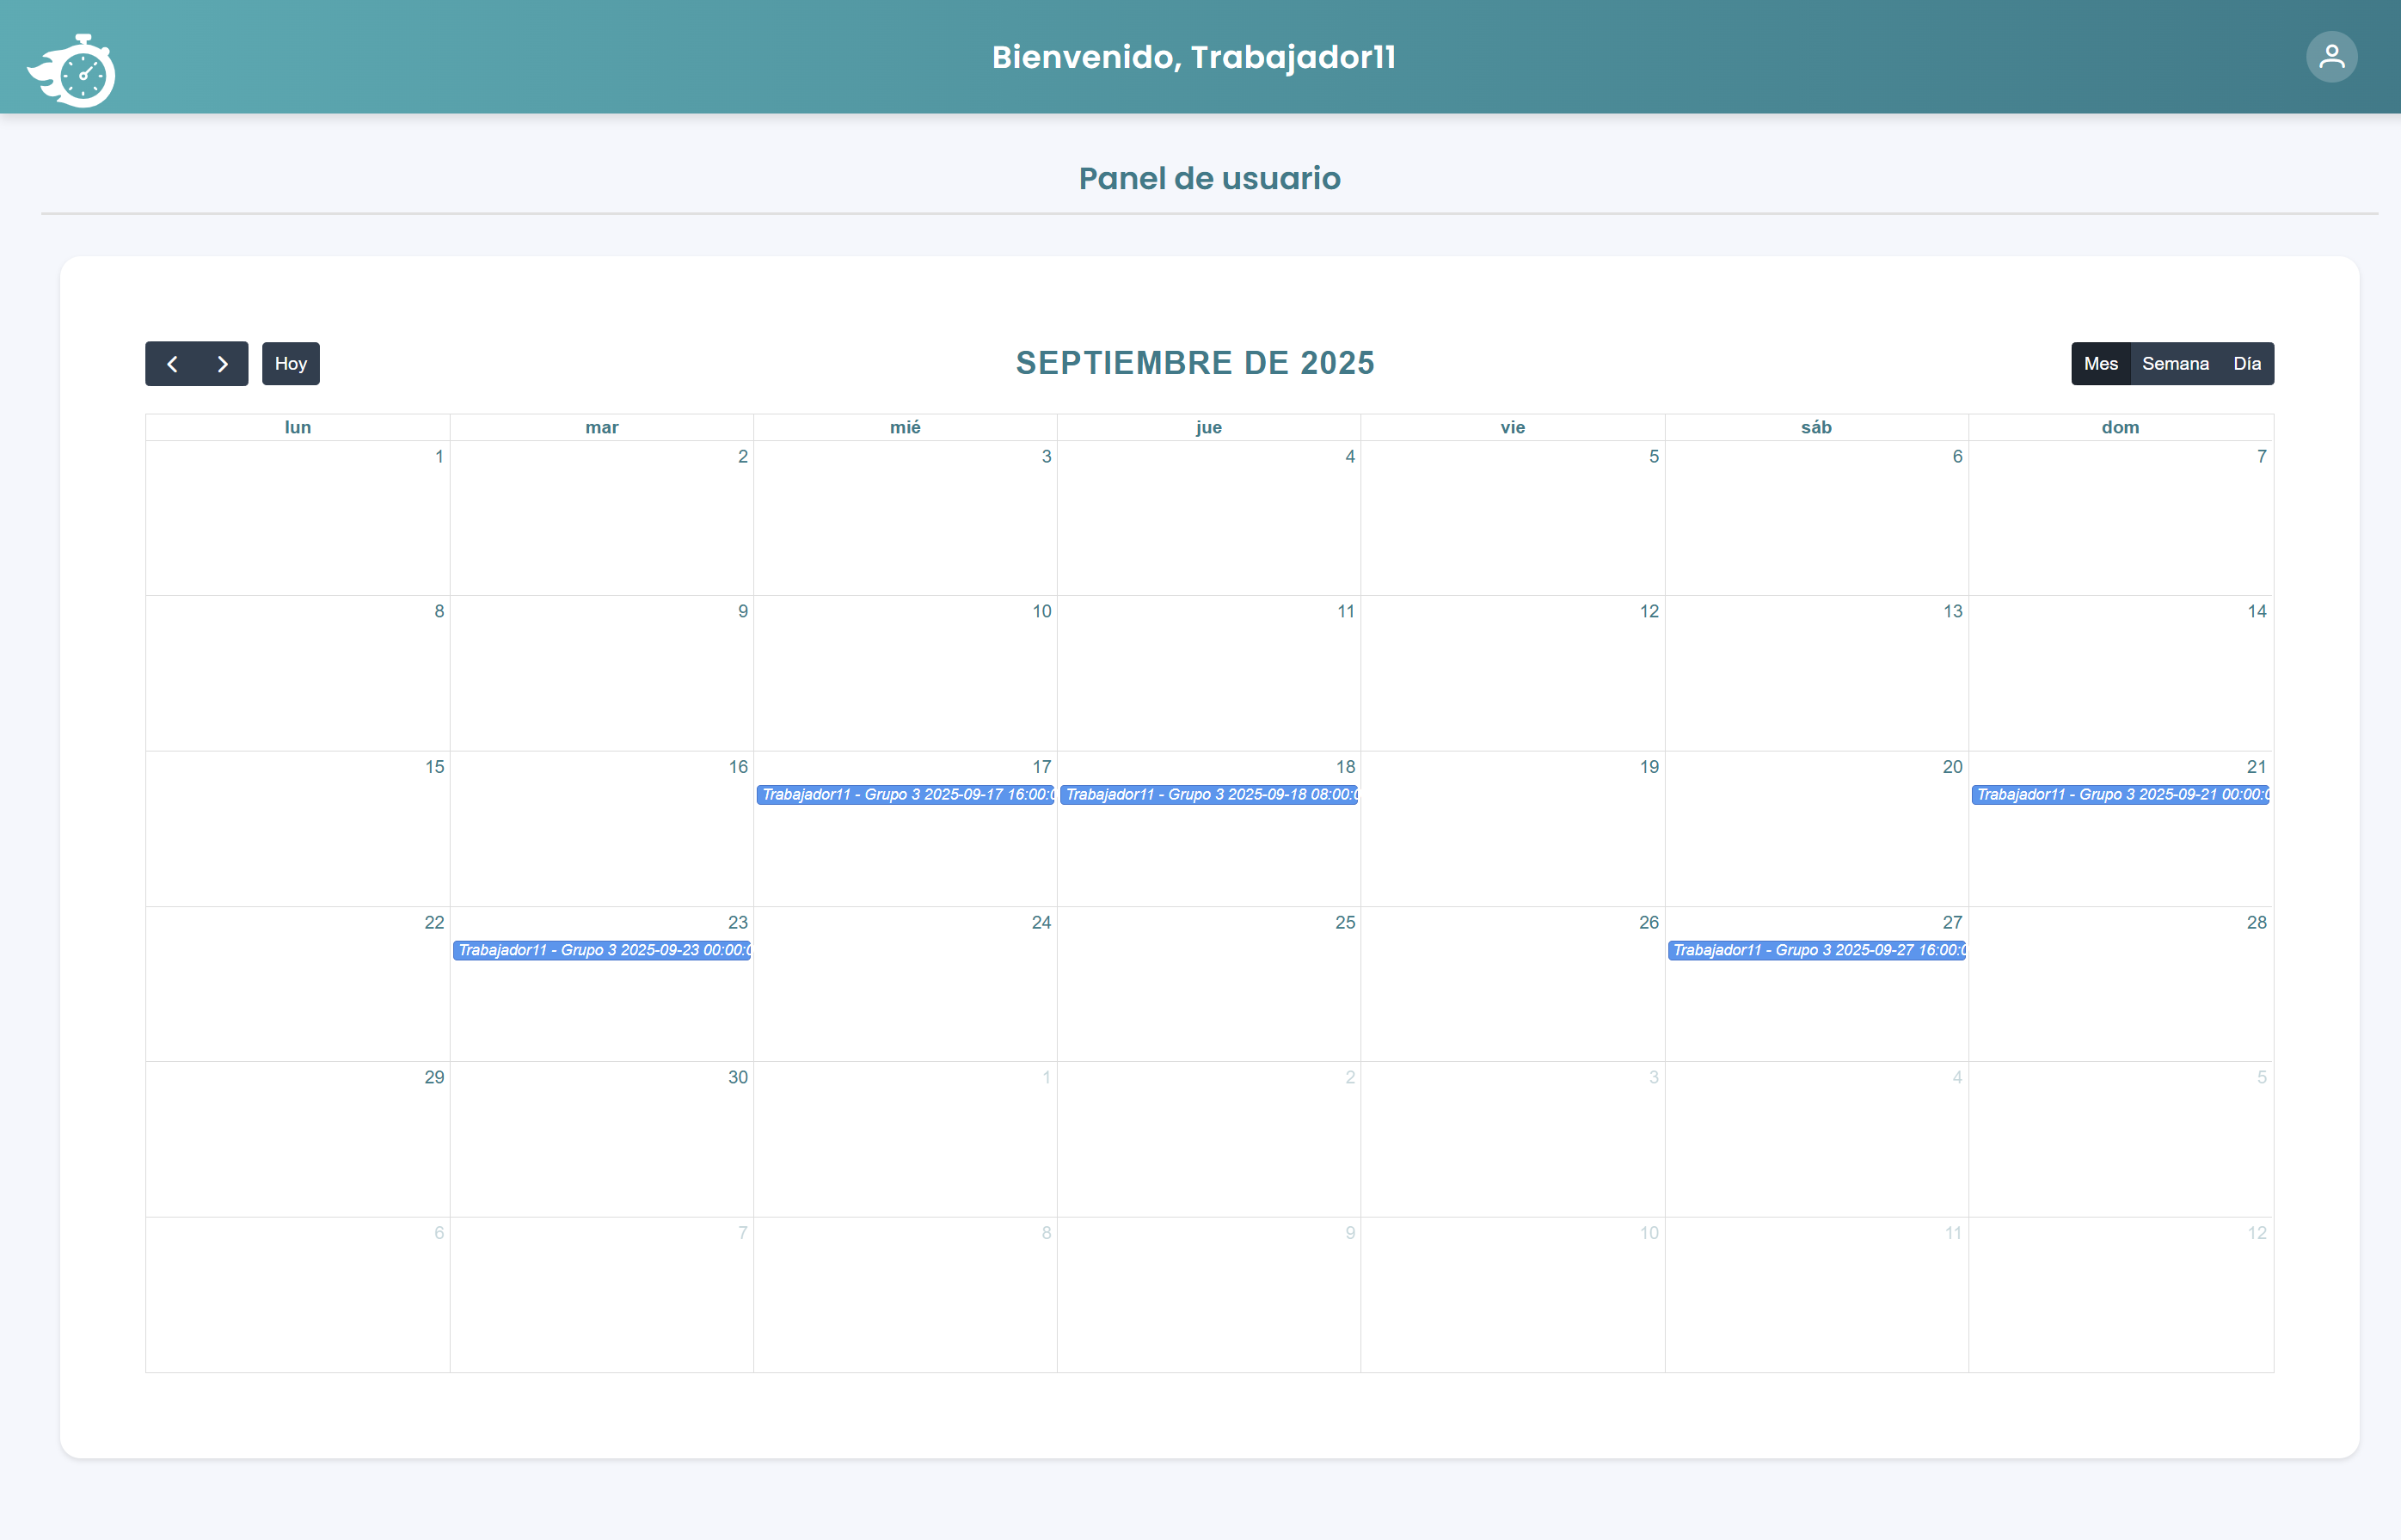 Bienvenido, Trabajador11
Panel de usuario
Hoy
SEPTIEMBRE DE 2025
Mes Semana Día
lun mar mié jue vie sáb dom
1 2 3 4 5 6 7
8 9 10 11 12 13 14
15 16 17 18 19 20 21
Trabajador11 - Grupo 3 2025-09-17 16:00:0 Trabajador11 - Grupo 3 2025-09-18 08:00:0 Trabajador11 - Grupo 3 2025-09-21 00:00:0
22 23 24 25 26 27 28
Trabajador11 - Grupo 3 2025-09-23 00:00:0 Trabajador11 - Grupo 3 2025-09-27 16:00:0
29 30 1 2 3 4 5
6 7 8 9 10 11 12